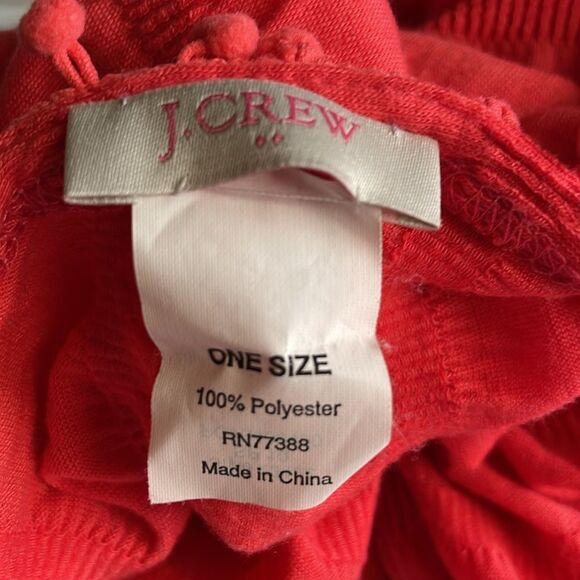 J.CREW
ONE SIZE
100% Polyester
RN77388
Made in China